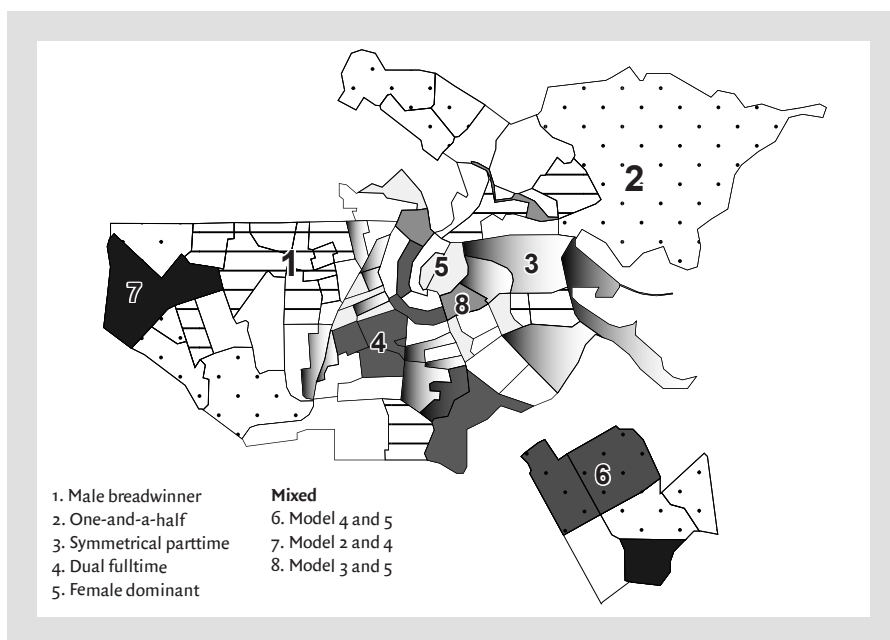 2
1
5
3
7
8
4
6
1. Male breadwinner
2. One-and-a-half
3. Symmetrical parttime
4. Dual fulltime
5. Female dominant
Mixed
6. Model 4 and 5
7. Model 2 and 4
8. Model 3 and 5